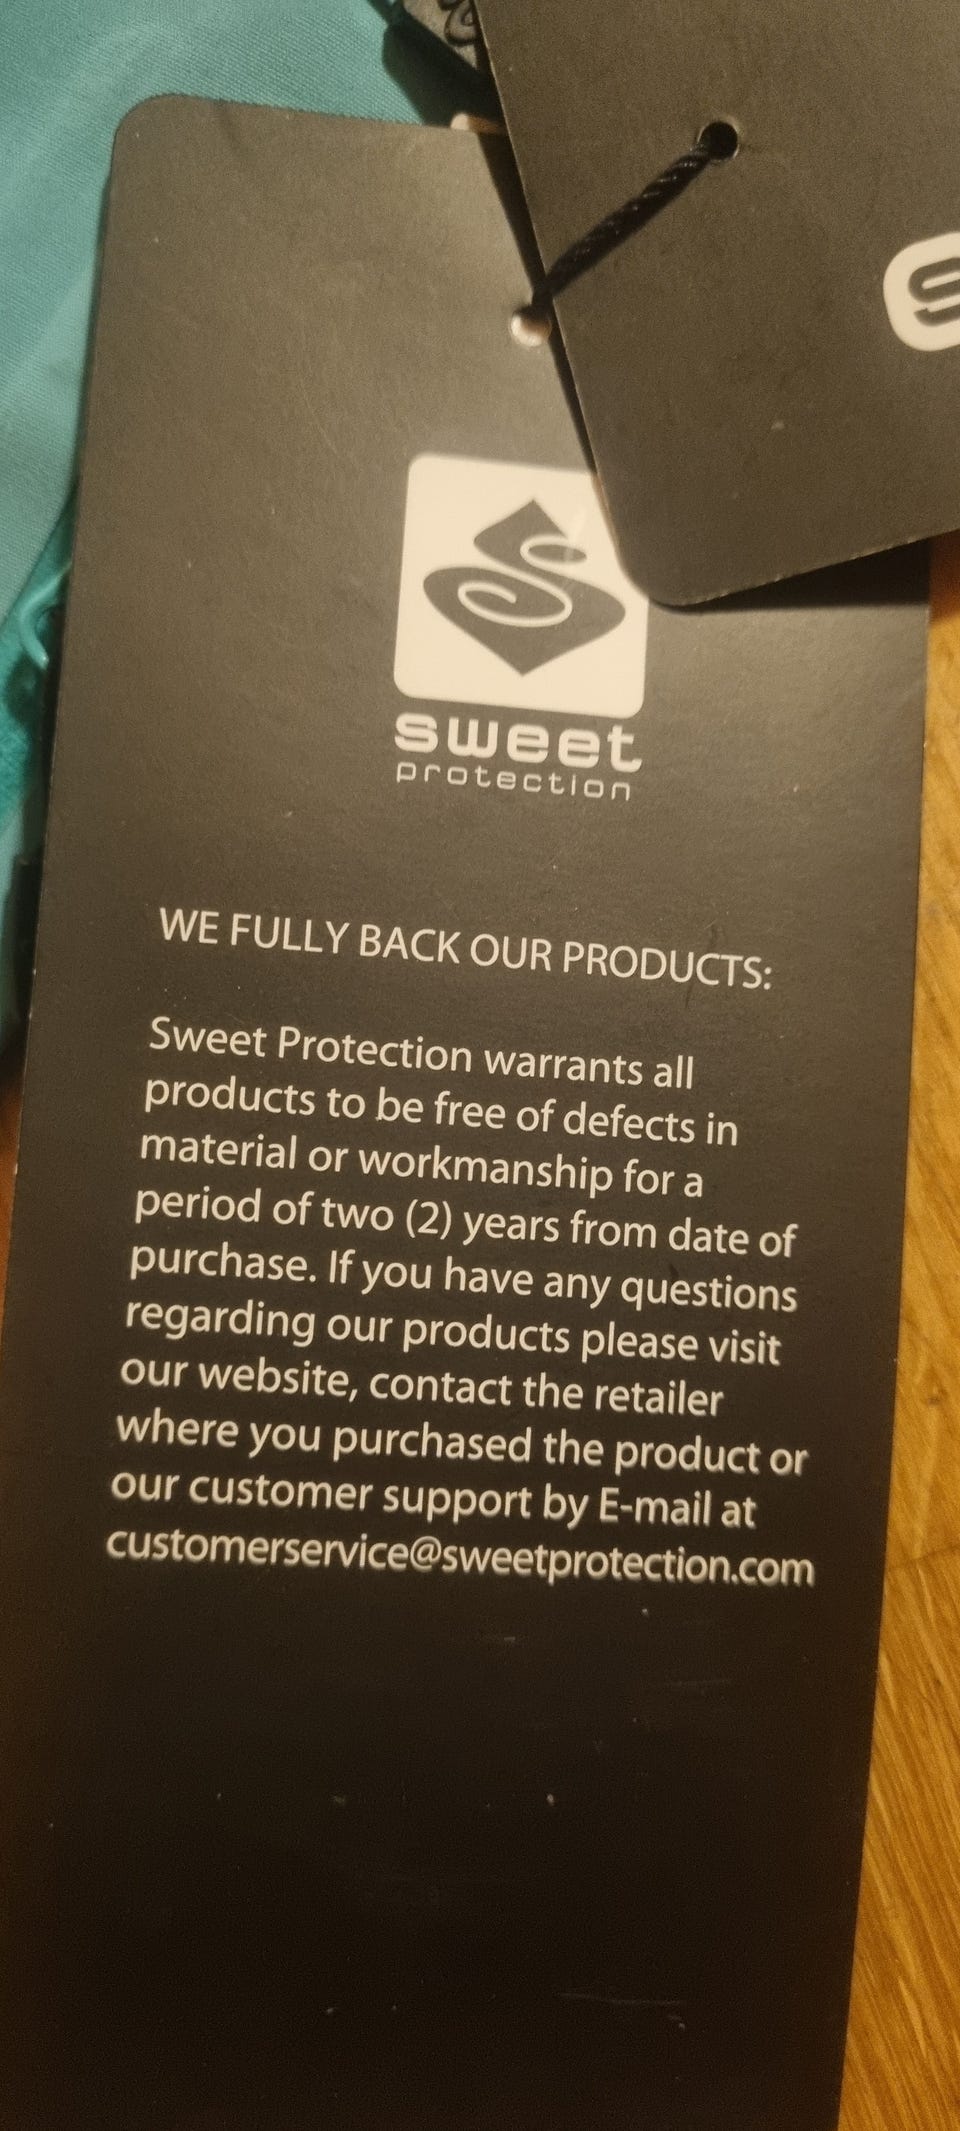 sweet
protection
WE FULLY BACK OUR PRODUCTS:
Sweet Protection warrants all
products to be free of defects in
material or workmanship for a
period of two (2) years from date of
purchase. If you have any questions
regarding our products please visit
our website, contact the retailer
where you purchased the product or
our customer support by E-mail at
customerservice@sweetprotection.com